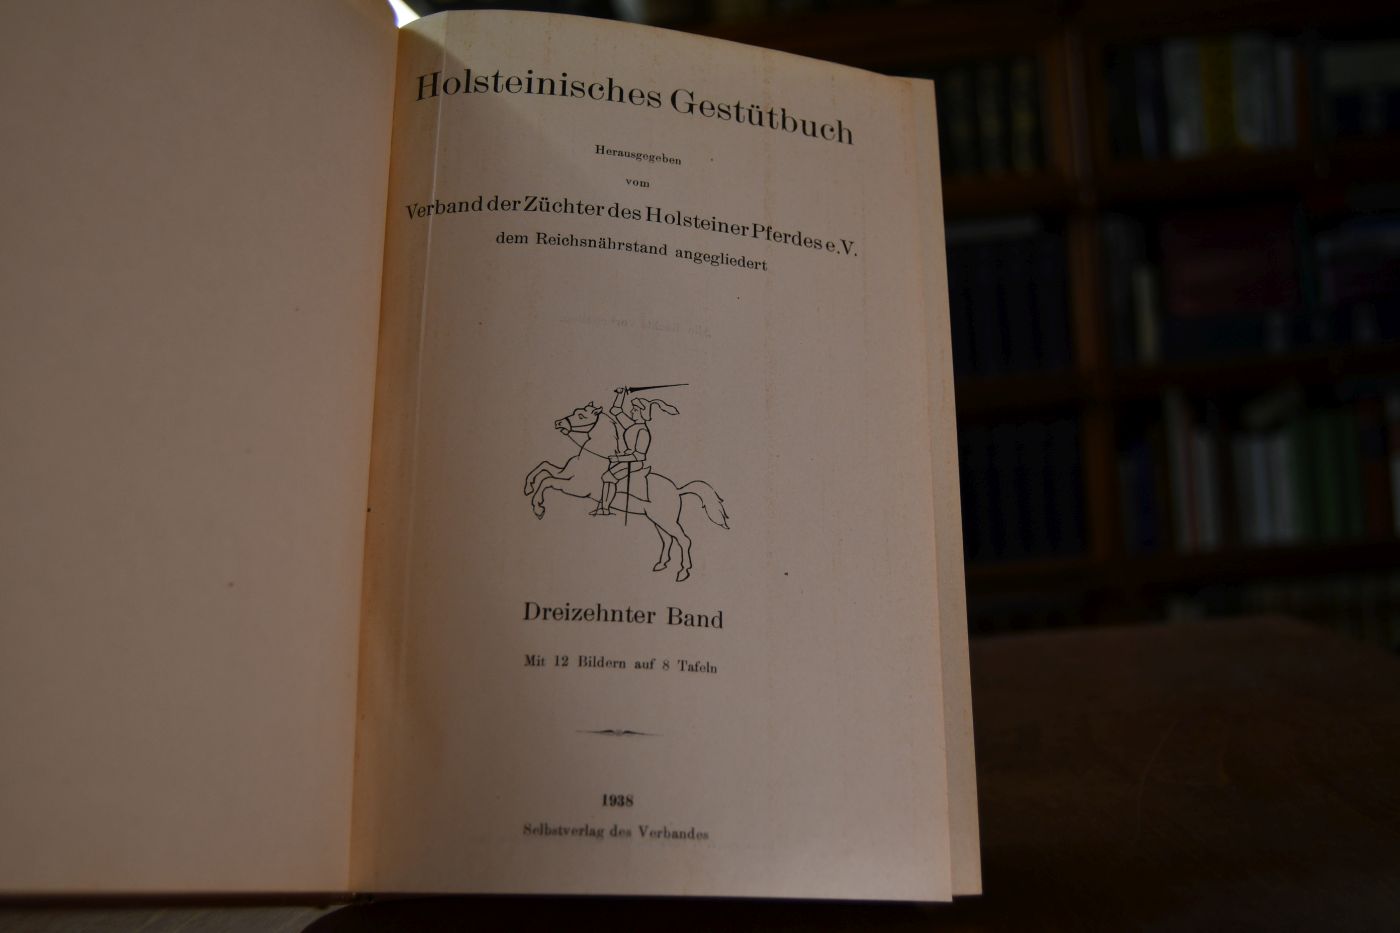 Holsteinisches Gestütbuch
Herausgegeben
vom
Verband der Züchter des Holsteiner Pferdes e.V.
dem Reichsnährstand angegliedert
Dreizehnter Band
Mit 12 Bildern auf 8 Tafeln
1938
Selbstverlag des Verbandes